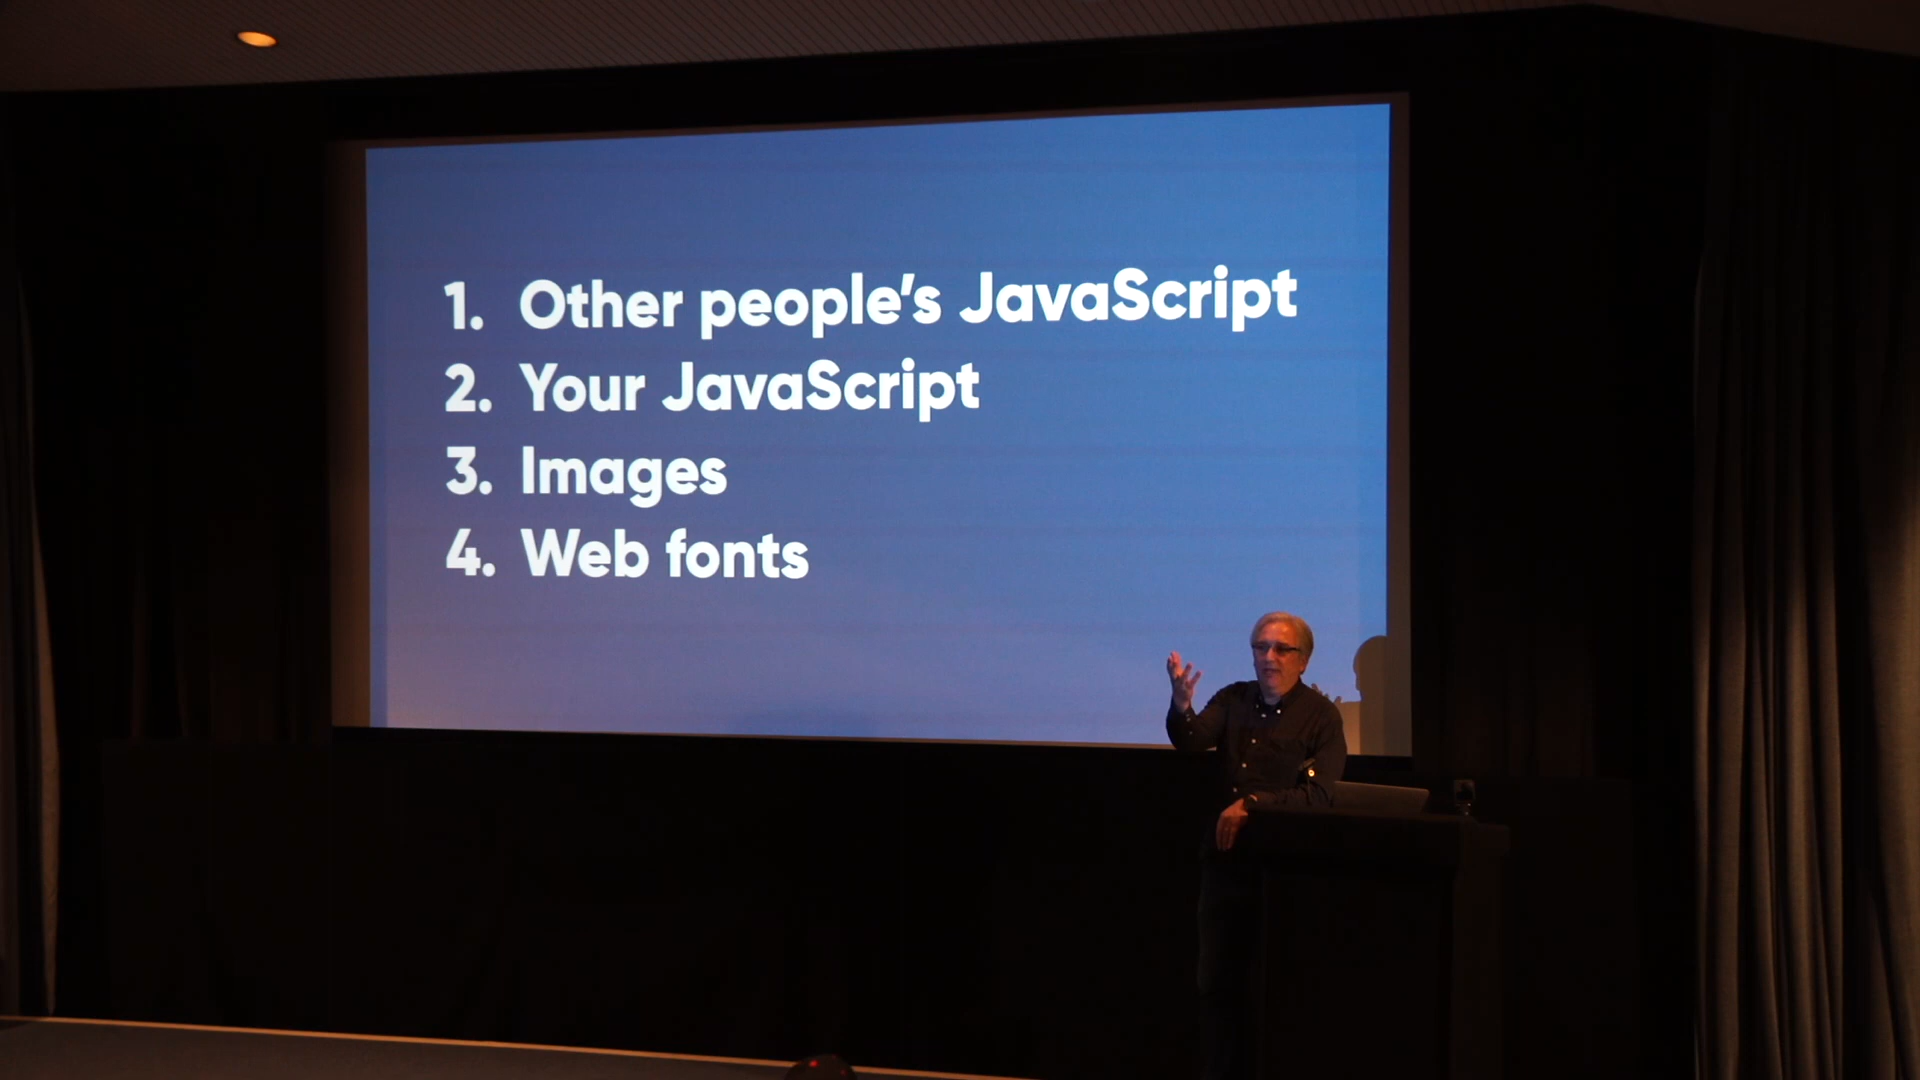 1. Other people’s JavaScript
2. Your JavaScript
3. Images
4. Web fonts